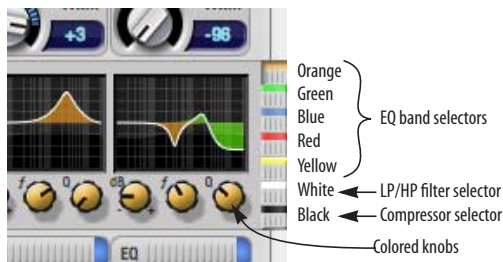 +3
-96
Orange
Green
Blue
Red
Yellow
White
Black
EQ band selectors
LP/HP filter selector
Compressor selector
Colored knobs
f
Q
dB
f
Q
-
+
EQ